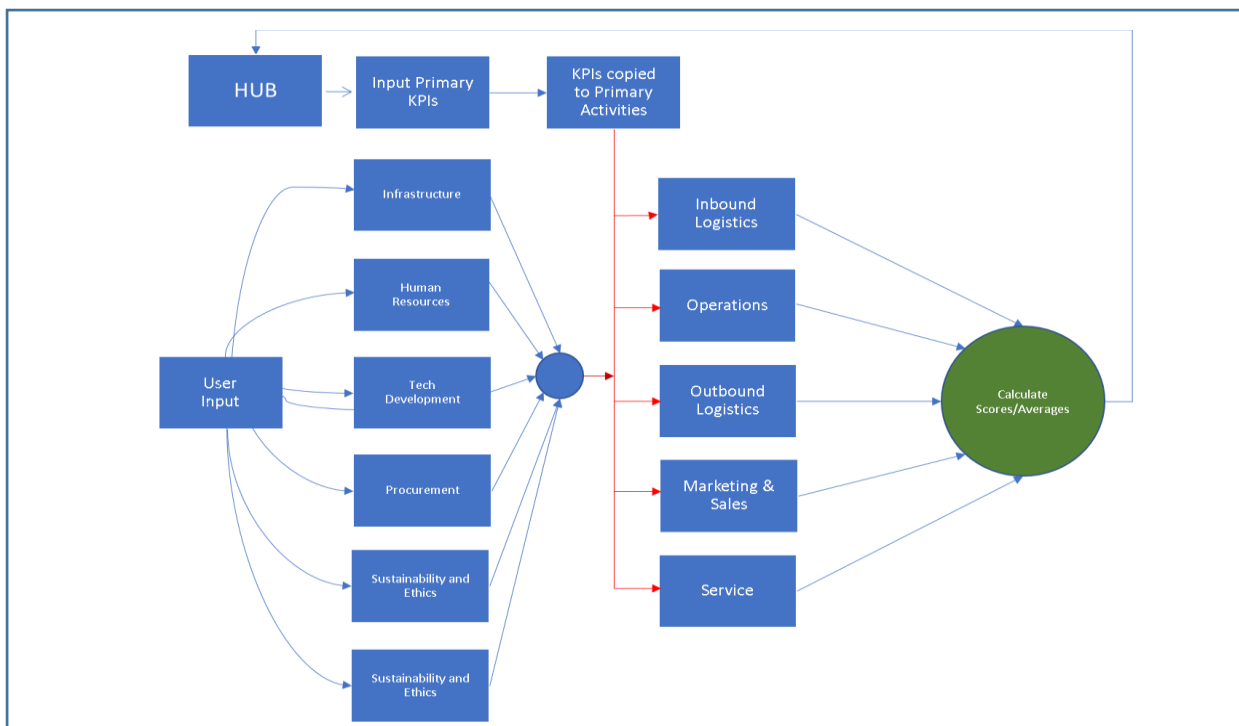 HUB
Input Primary
KPIs
KPIs copied
to Primary
Activities
Infrastructure
Inbound
Logistics
Human
Resources
Operations
User
Input
Tech
Development
Outbound
Logistics
Calculate
Scores/Averages
Procurement
Marketing &
Sales
Sustainability and
Ethics
Service
Sustainability and
Ethics